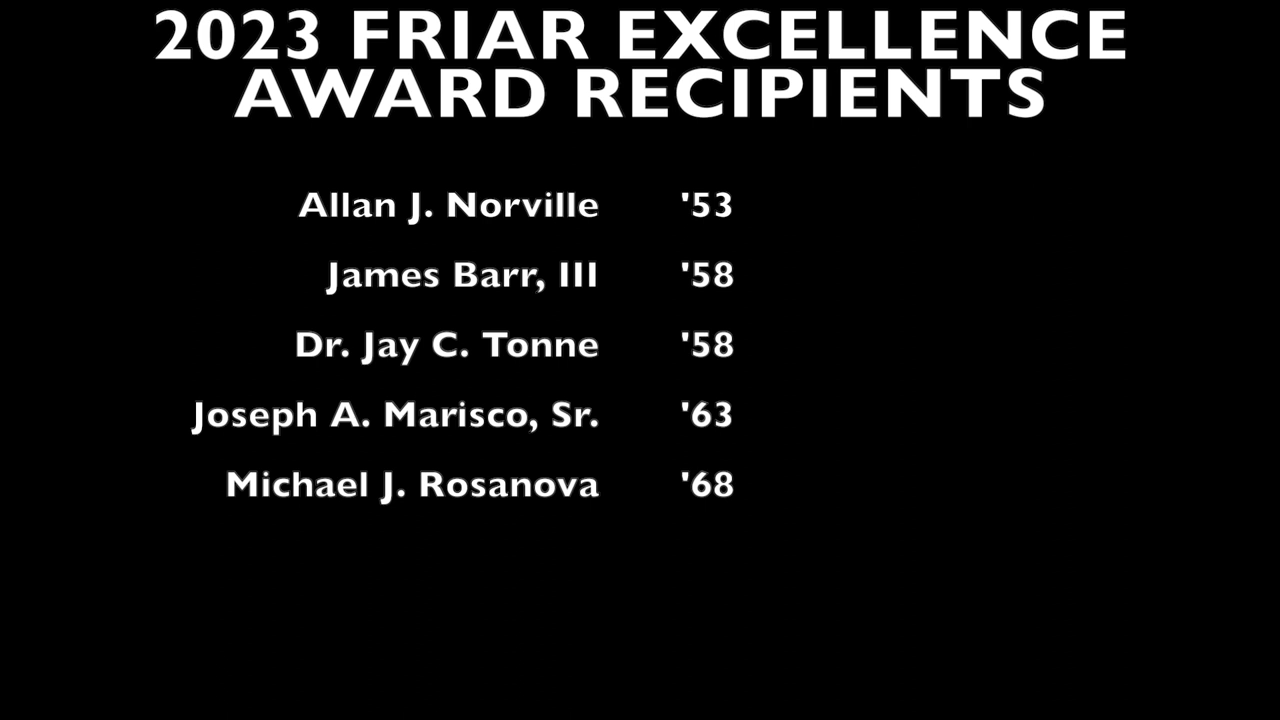 2023 FRIAR EXCELLENCE
AWARD RECIPIENTS
Allan J. Norville '53
James Barr, III '58
Dr. Jay C. Tonne '58
Joseph A. Marisco, Sr. '63
Michael J. Rosanova '68